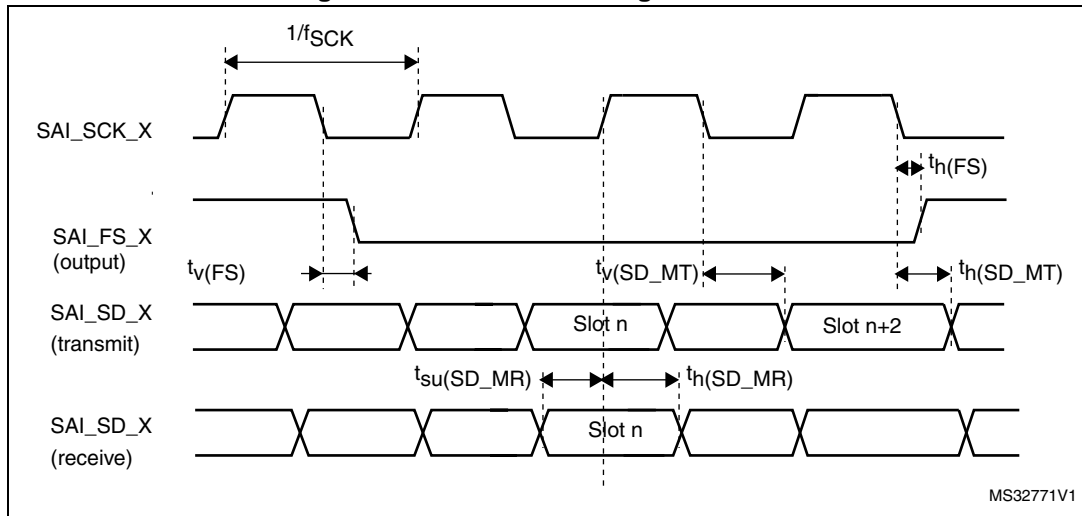 1/fSCK
SAI_SCK_X
th(FS)
SAI_FS_X
(output)
tv(FS)
tv(SD_MT)
th(SD_MT)
SAI_SD_X
(transmit)
Slot n
Slot n+2
tsu(SD_MR)
th(SD_MR)
SAI_SD_X
(receive)
Slot n
MS32771V1